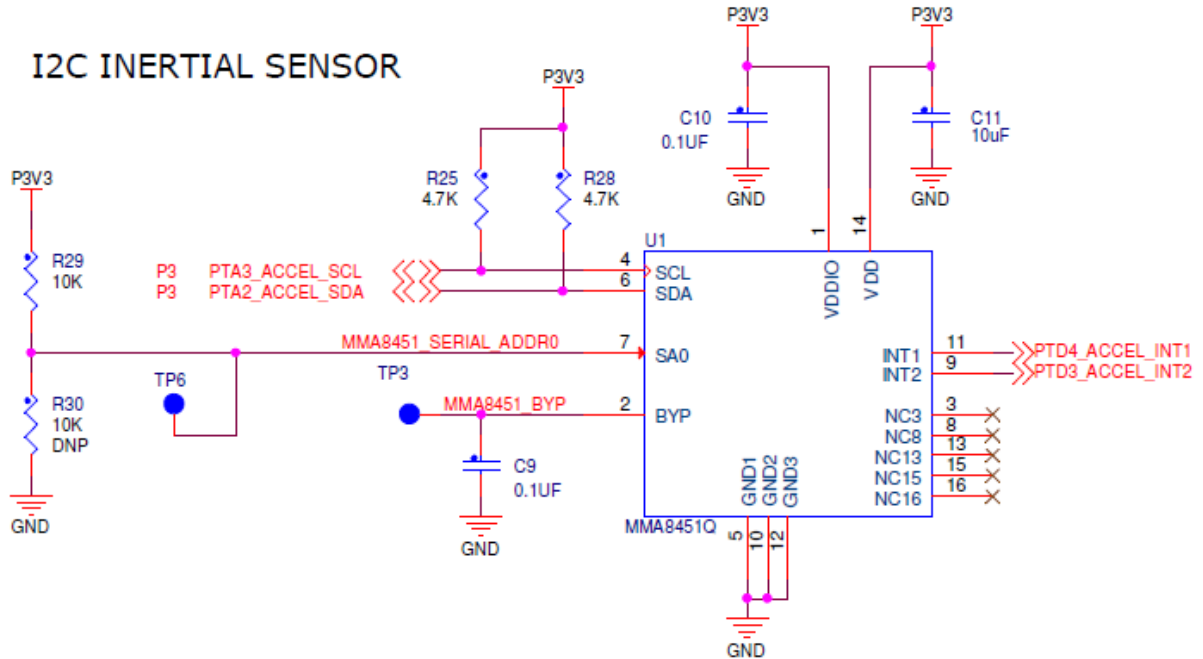 I2C INERTIAL SENSOR
P3V3
P3V3
P3V3
C10
0.1UF
C11
10uF
GND
GND
P3V3
R25
4.7K
R28
4.7K
R29
10K
P3 PTA3_ACCEL_SCL
P3 PTA2_ACCEL_SDA
U1
1
14
4
6
SCL
SDA
VDDIO
VDD
MMA8451_SERIAL_ADDR0
7
SA0
INT1
INT2
11
9
PTD4_ACCEL_INT1
PTD3_ACCEL_INT2
TP6
TP3
R30
10K
DNP
MMA8451_BYP
2
BYP
NC3
NC8
NC13
NC15
NC16
3
8
13
15
16
C9
0.1UF
GND1
GND2
GND3
GND
GND
MMA8451Q
5
10
12
GND